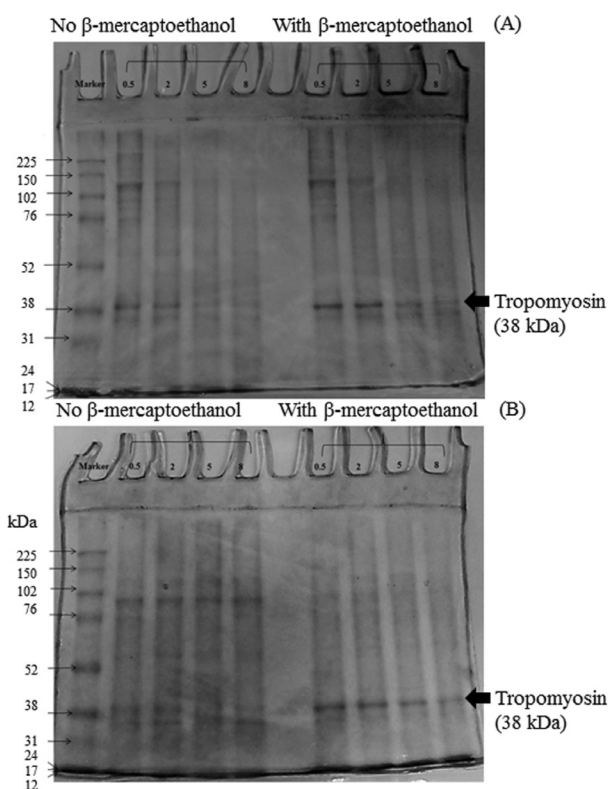 No β-mercaptoethanol With β-mercaptoethanol (A)
Marker 0.5 2 5 8 0.5 2 5 8
225
150
102
76
52
38
Tropomyosin
(38 kDa)
31
24
17
12
No β-mercaptoethanol With β-mercaptoethanol (B)
Marker 0.5 2 5 8 0.5 2 5 8
kDa
225
150
102
76
52
38
Tropomyosin
(38 kDa)
31
24
17
12